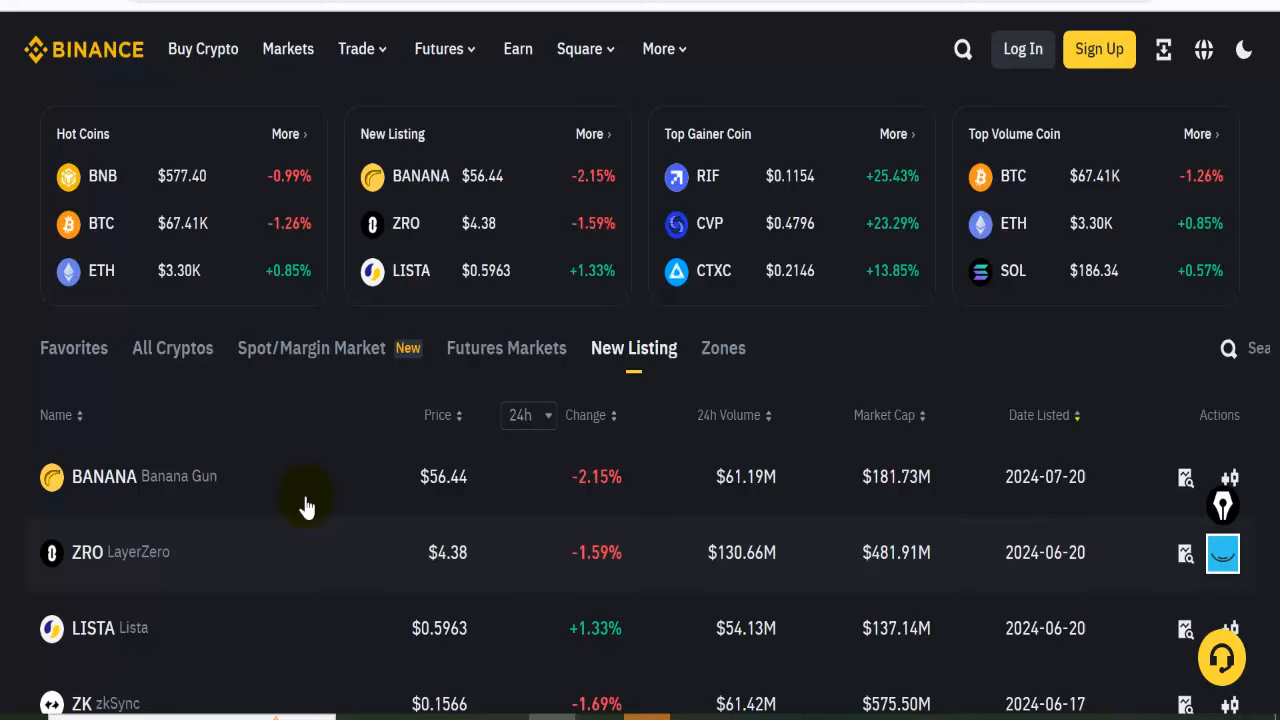 BINANCE Buy Crypto Markets Trade Futures Earn Square More Log In Sign Up
Hot Coins More
BNB $577.40 -0.99%
BTC $67.41K -1.26%
ETH $3.30K +0.85%
New Listing More
BANANA $56.44 -2.15%
ZRO $4.38 -1.59%
LISTA $0.5963 +1.33%
Top Gainer Coin More
RIF $0.1154 +25.43%
CVP $0.4796 +23.29%
CTXC $0.2146 +13.85%
Top Volume Coin More
BTC $67.41K -1.26%
ETH $3.30K +0.85%
SOL $186.34 +0.57%
Favorites All Cryptos Spot/Margin Market New Futures Markets New Listing Zones Sea
Name Price 24h Change 24h Volume Market Cap Date Listed Actions
BANANA Banana Gun $56.44 -2.15% $61.19M $181.73M 2024-07-20
ZRO LayerZero $4.38 -1.59% $130.66M $481.91M 2024-06-20
LISTA Lista $0.5963 +1.33% $54.13M $137.14M 2024-06-20
ZK zkSync $0.1566 -1.69% $61.42M $575.50M 2024-06-17